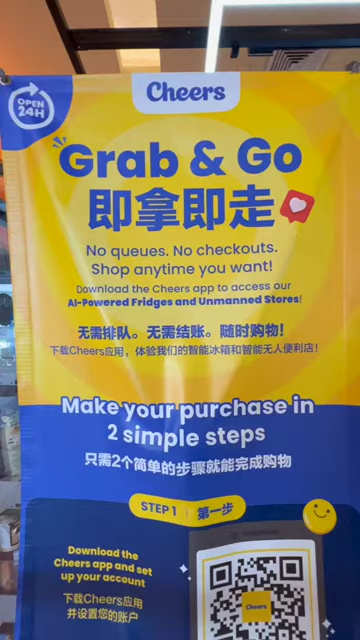 OPEN
24H
Cheers
Grab & Go
即拿即走
No queues. No checkouts.
Shop anytime you want!
Download the Cheers app to access our
AI-Powered Fridges and Unmanned Stores!
无需排队。无需结账。随时购物!
下载Cheers应用，体验我们的智能冰箱和智能无人便利店!
Make your purchase in
2 simple steps
只需2个简单的步骤就能完成购物
STEP 1 | 第一步
Download the
Cheers app and set
up your account
下载Cheers应用
并设置您的账户
Cheers